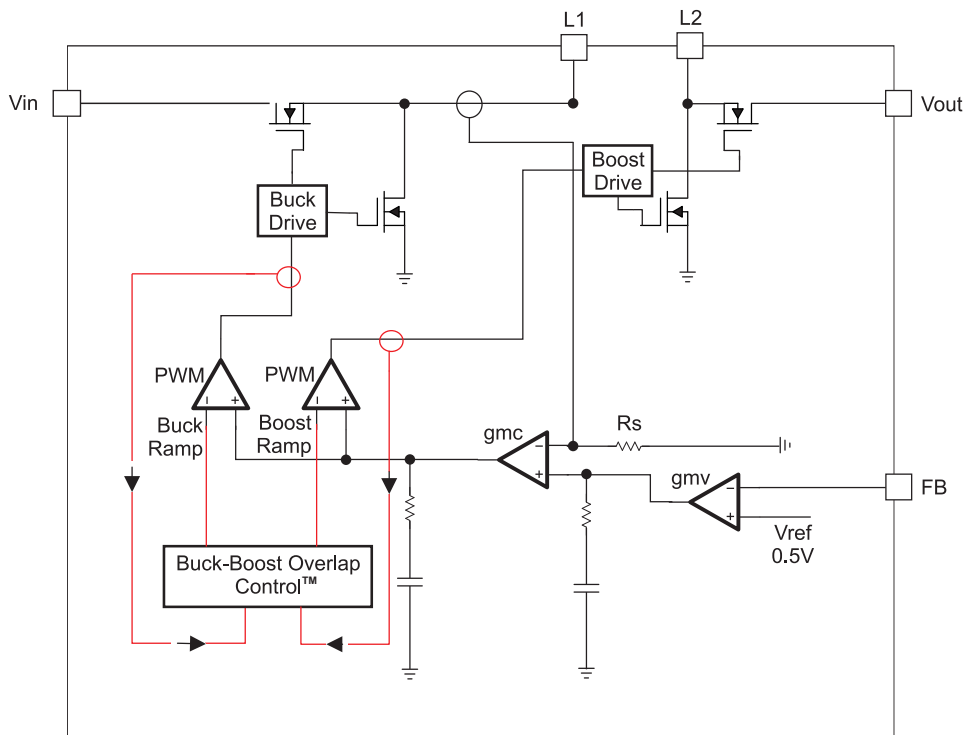 L1
L2
Vin
Vout
Boost
Drive
Buck
Drive
PWM
PWM
Buck
Ramp
Boost
Ramp
gmc
Rs
gmv
FB
Vref
0.5V
Buck-Boost Overlap
Control™